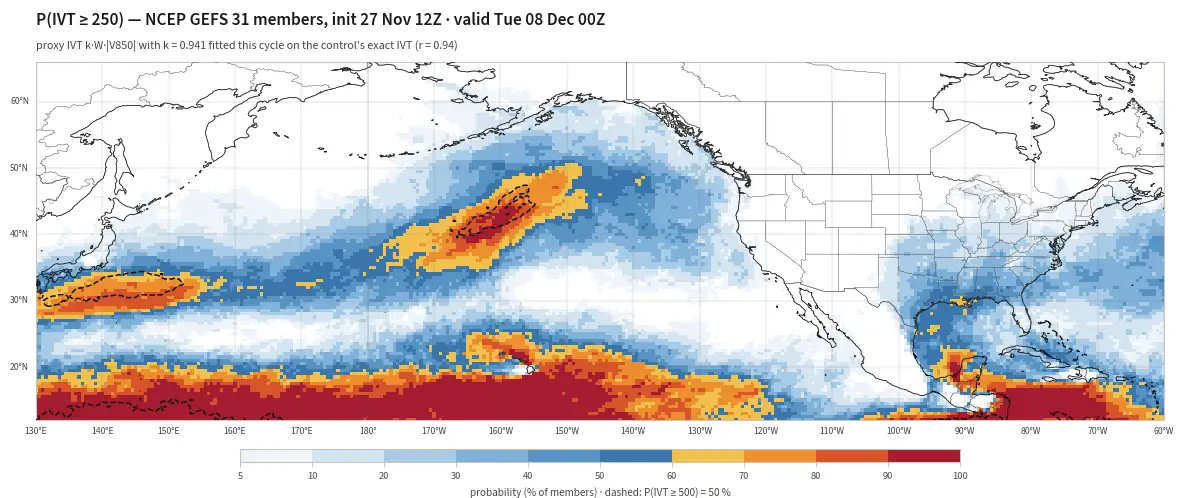 P(IVT ≥ 250) — NCEP GEFS 31 members, init 27 Nov 12Z · valid Tue 08 Dec 00Z
proxy IVT k·W·|V850| with k = 0.941 fitted this cycle on the control's exact IVT (r = 0.94)
60°N
50°N
40°N
30°N
20°N
130°E 140°E 150°E 160°E 170°E 180° 170°W 160°W 150°W 140°W 130°W 120°W 110°W 100°W 90°W 80°W 70°W 60°W
5 10 20 30 40 50 60 70 80 90 100
probability (% of members) · dashed: P(IVT ≥ 500) = 50 %